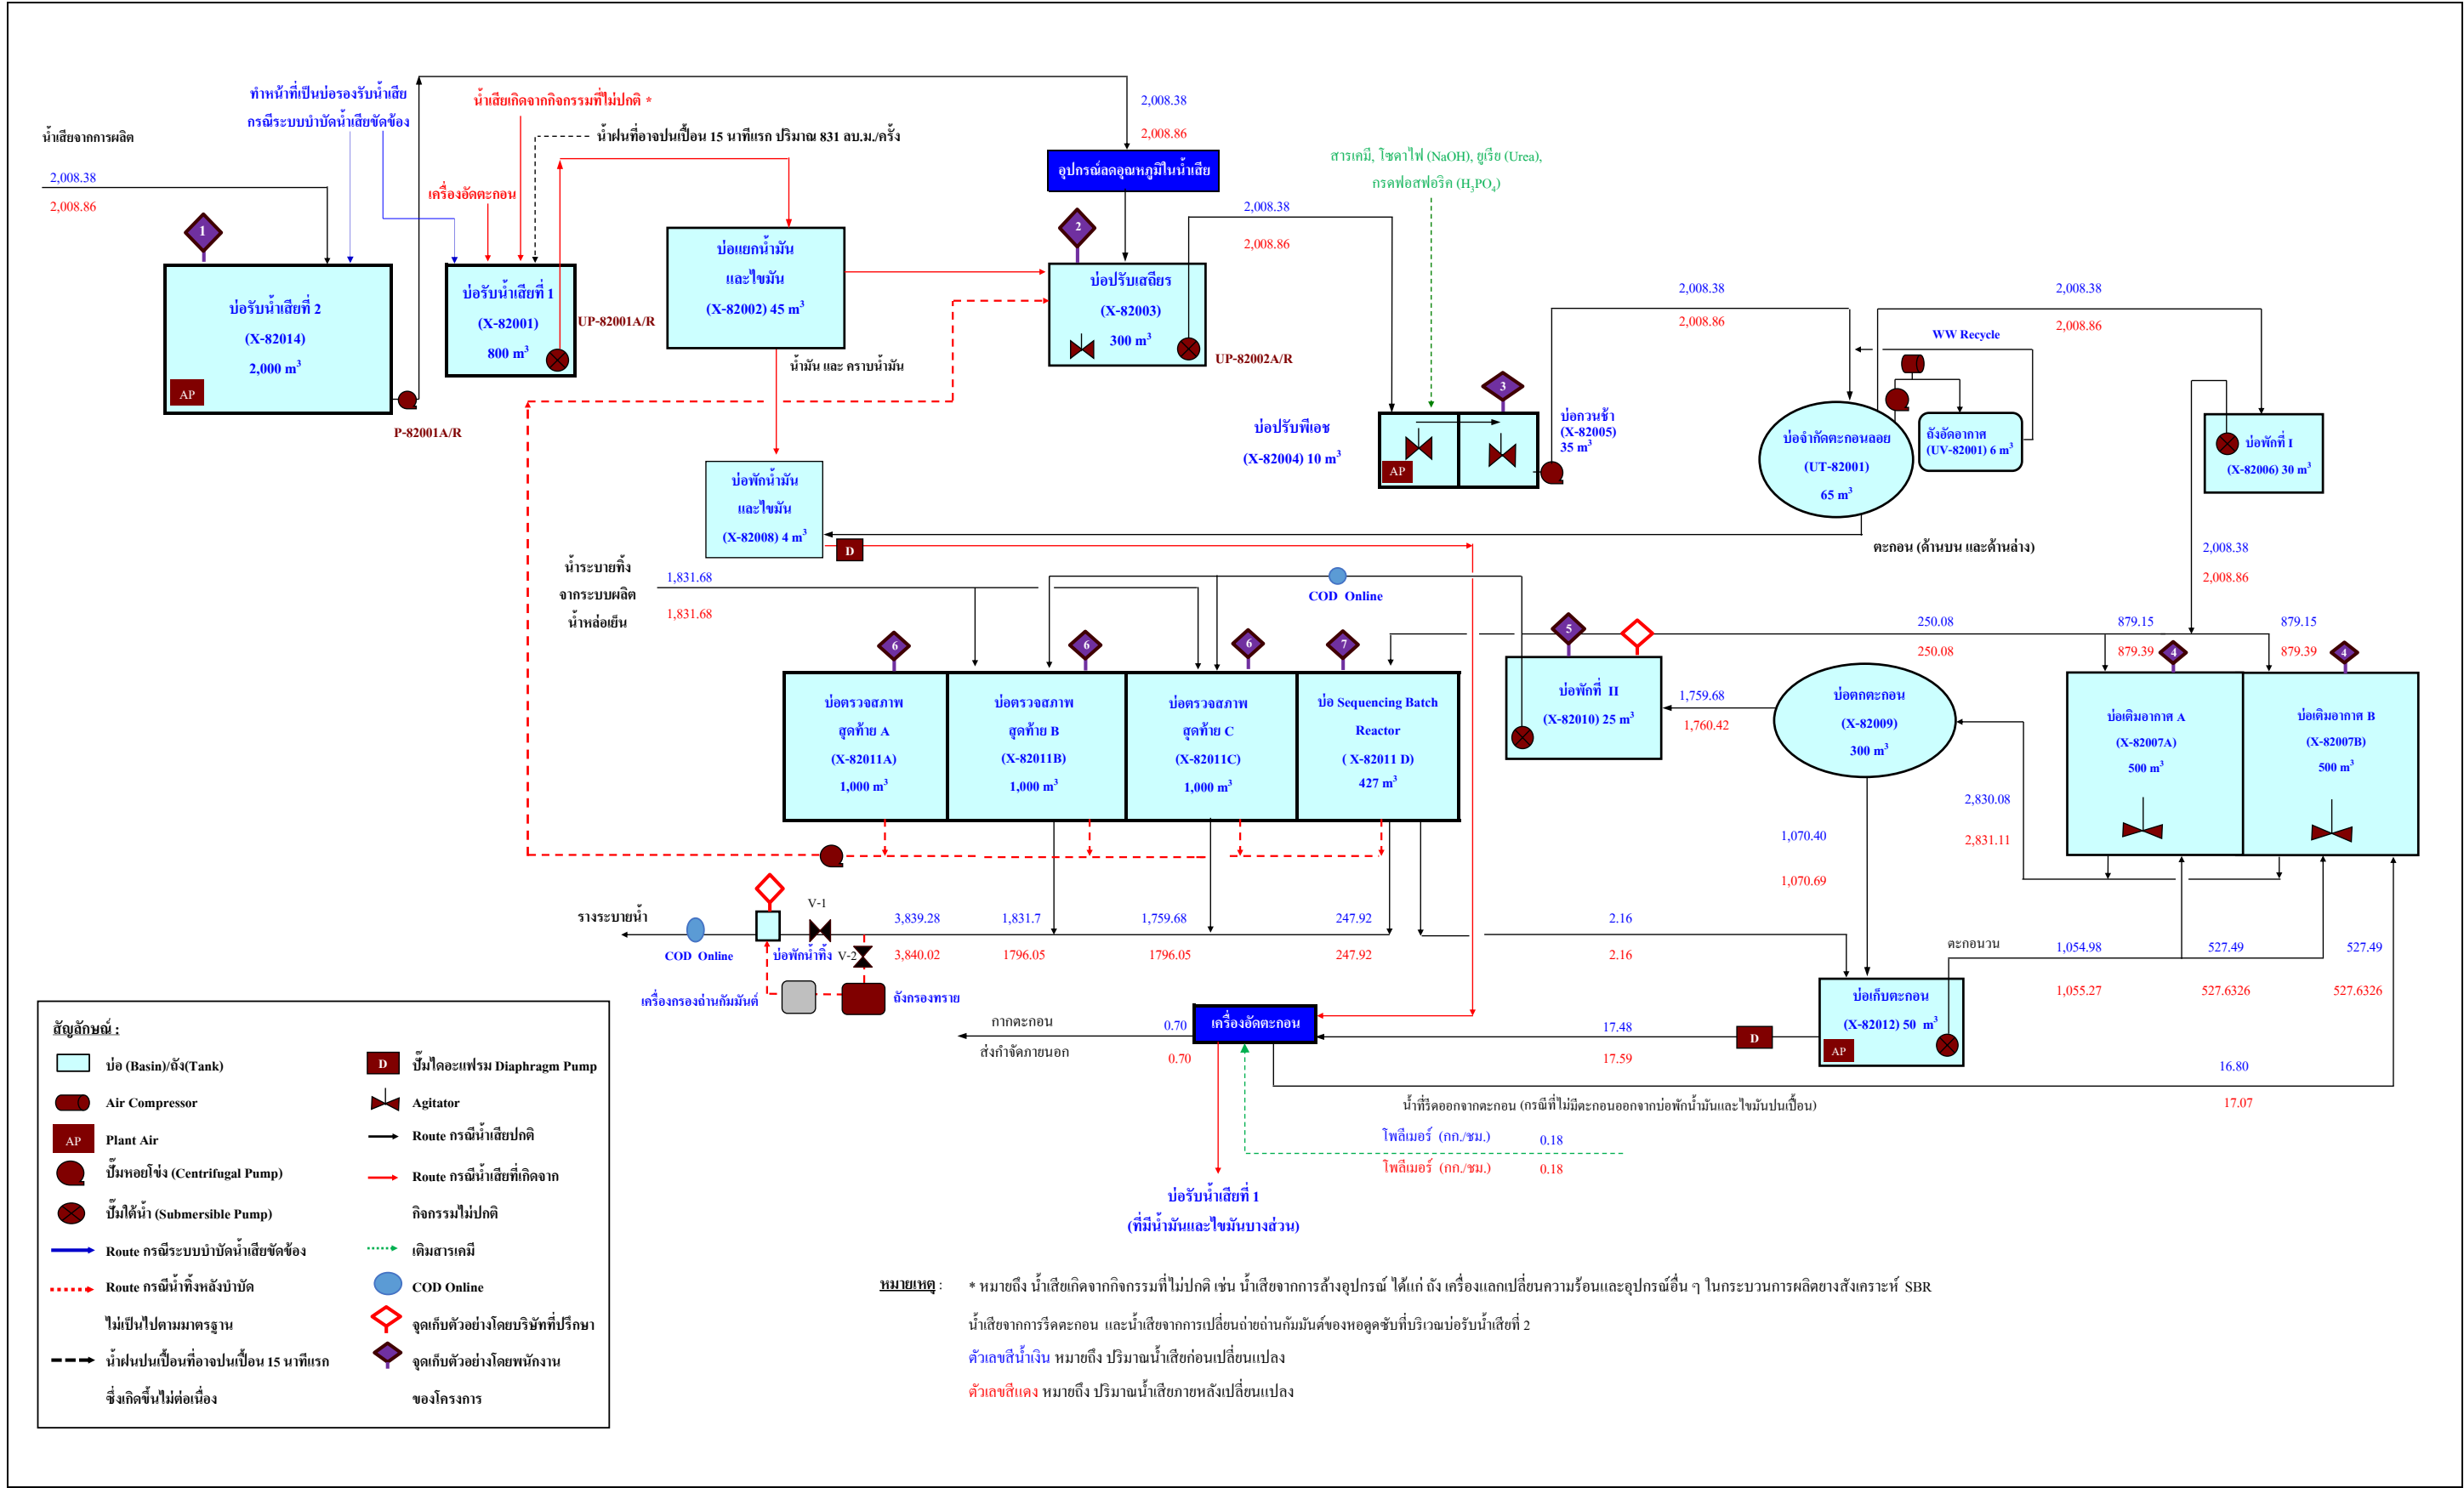 ทำหน้าที่เป็นบ่อรองรับน้ำเสีย
กรณีระบบบำบัดน้ำเสียขัดข้อง
น้ำเสียเกิดจากกิจกรรมที่ไม่ปกติ *
น้ำฝนที่อาจปนเปื้อน 15 นาทีแรก ปริมาณ 831 ลบ.ม./ครั้ง
น้ำเสียจากการผลิต
2,008.38
2,008.86
เครื่องอัดตะกอน
1
บ่อรับน้ำเสียที่ 2
(X-82014)
2,000 m³
AP
P-82001A/R
บ่อรับน้ำเสียที่ 1
(X-82001)
800 m³
UP-82001A/R
บ่อแยกน้ำมัน
และไขมัน
(X-82002) 45 m³
น้ำมัน และ คราบน้ำมัน
2,008.38
2,008.86
อุปกรณ์ลดอุณหภูมิในน้ำเสีย
2
บ่อปรับเสถียร
(X-82003)
300 m³
UP-82002A/R
2,008.38
2,008.86
สารเคมี, โซดาไฟ (NaOH), ยูเรีย (Urea),
กรดฟอสฟอริค (H₃PO₄)
3
บ่อปรับพีเอช
(X-82004) 10 m³
AP
บ่อกวนช้า
(X-82005)
35 m³
2,008.38
2,008.86
บ่อจำกัดตะกอนลอย
(UT-82001)
65 m³
2,008.38
2,008.86
WW Recycle
ถังอัดอากาศ
(UV-82001) 6 m³
บ่อพักที่ I
(X-82006) 30 m³
บ่อพักน้ำมัน
และไขมัน
(X-82008) 4 m³
D
ตะกอน (ด้านบน และด้านล่าง)
2,008.38
2,008.86
น้ำระบายทิ้ง
จากระบบผลิต
น้ำหล่อเย็น
1,831.68
1,831.68
COD Online
6
6
6
7
5
250.08
250.08
879.15
879.39
4
879.15
879.39
4
บ่อตรวจสภาพ
สุดท้าย A
(X-82011A)
1,000 m³
บ่อตรวจสภาพ
สุดท้าย B
(X-82011B)
1,000 m³
บ่อตรวจสภาพ
สุดท้าย C
(X-82011C)
1,000 m³
บ่อ Sequencing Batch
Reactor
( X-82011 D)
427 m³
บ่อพักที่ II
(X-82010) 25 m³
1,759.68
1,760.42
บ่อตกตะกอน
(X-82009)
300 m³
บ่อเติมอากาศ A
(X-82007A)
500 m³
บ่อเติมอากาศ B
(X-82007B)
500 m³
2,830.08
2,831.11
1,070.40
1,070.69
รางระบายน้ำ
COD Online
บ่อพักน้ำทิ้ง
V-1
V-2
3,839.28
3,840.02
1,831.7
1796.05
1,759.68
1796.05
247.92
247.92
2.16
2.16
เครื่องกรองถ่านกัมมันต์
ถังกรองทราย
ตะกอนวน
1,054.98
1,055.27
527.49
527.6326
527.49
527.6326
บ่อเก็บตะกอน
(X-82012) 50 m³
AP
กากตะกอน
ส่งกำจัดภายนอก
0.70
0.70
เครื่องอัดตะกอน
17.48
17.59
D
16.80
17.07
น้ำที่รีดออกจากตะกอน (กรณีที่ไม่มีตะกอนออกจากบ่อพักน้ำมันและไขมันปนเปื้อน)
โพลีเมอร์ (กก./ชม.) 0.18
โพลีเมอร์ (กก./ชม.) 0.18
บ่อรับน้ำเสียที่ 1
(ที่มีน้ำมันและไขมันบางส่วน)
สัญลักษณ์ :
บ่อ (Basin)/ถัง(Tank)
Air Compressor
AP Plant Air
ปั๊มหอยโข่ง (Centrifugal Pump)
ปั๊มใต้น้ำ (Submersible Pump)
Route กรณีระบบบำบัดน้ำเสียขัดข้อง
Route กรณีน้ำทิ้งหลังบำบัด
ไม่เป็นไปตามมาตรฐาน
น้ำฝนปนเปื้อนที่อาจปนเปื้อน 15 นาทีแรก
ซึ่งเกิดขึ้นไม่ต่อเนื่อง
D ปั๊มไดอะแฟรม Diaphragm Pump
Agitator
Route กรณีน้ำเสียปกติ
Route กรณีน้ำเสียที่เกิดจาก
กิจกรรมไม่ปกติ
เติมสารเคมี
COD Online
จุดเก็บตัวอย่างโดยบริษัทที่ปรึกษา
จุดเก็บตัวอย่างโดยพนักงาน
ของโครงการ
หมายเหตุ : * หมายถึง น้ำเสียเกิดจากกิจกรรมที่ไม่ปกติ เช่น น้ำเสียจากการล้างอุปกรณ์ ได้แก่ ถัง เครื่องแลกเปลี่ยนความร้อนและอุปกรณ์อื่น ๆ ในกระบวนการผลิตยางสังเคราะห์ SBR
น้ำเสียจากการรีดตะกอน และน้ำเสียจากการเปลี่ยนถ่ายถ่านกัมมันต์ของหอดูดซับที่บริเวณบ่อรับน้ำเสียที่ 2
ตัวเลขสีน้ำเงิน หมายถึง ปริมาณน้ำเสียก่อนเปลี่ยนแปลง
ตัวเลขสีแดง หมายถึง ปริมาณน้ำเสียภายหลังเปลี่ยนแปลง